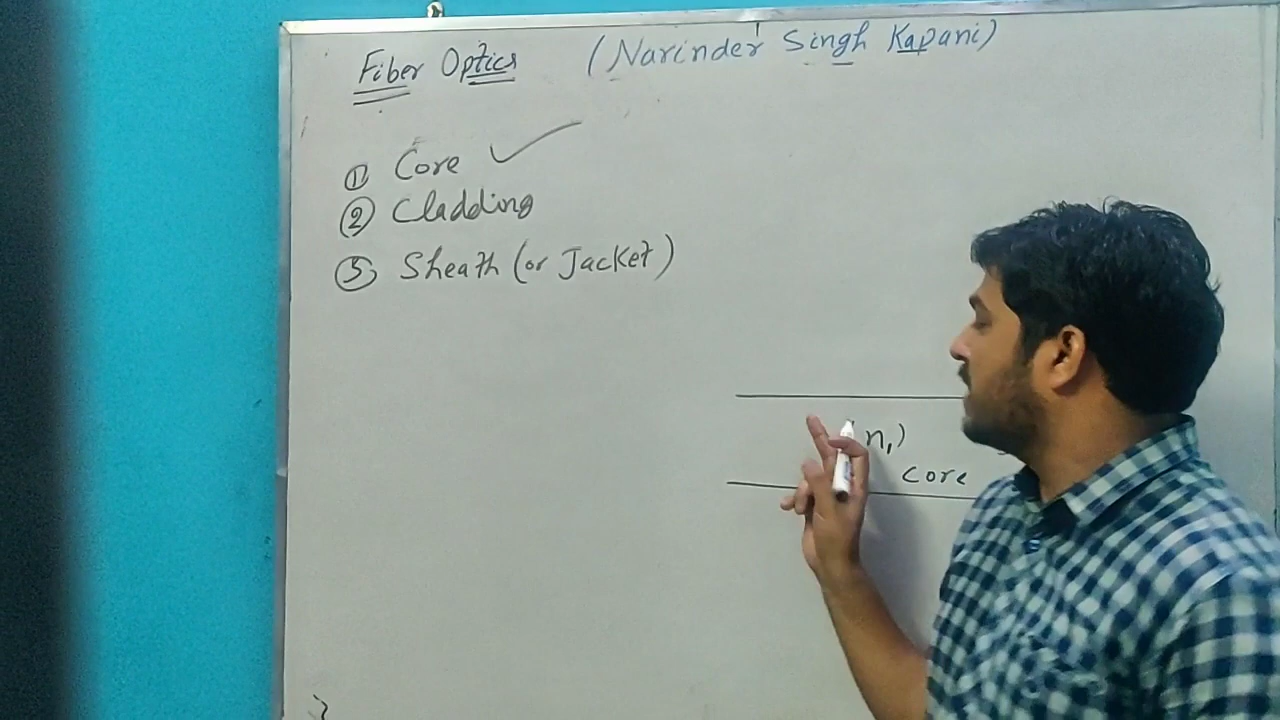 Fiber Optics (Narinder Singh Kapani)
① Core ✓
② Cladding
③ Sheath (or Jacket)
(n₁)
core